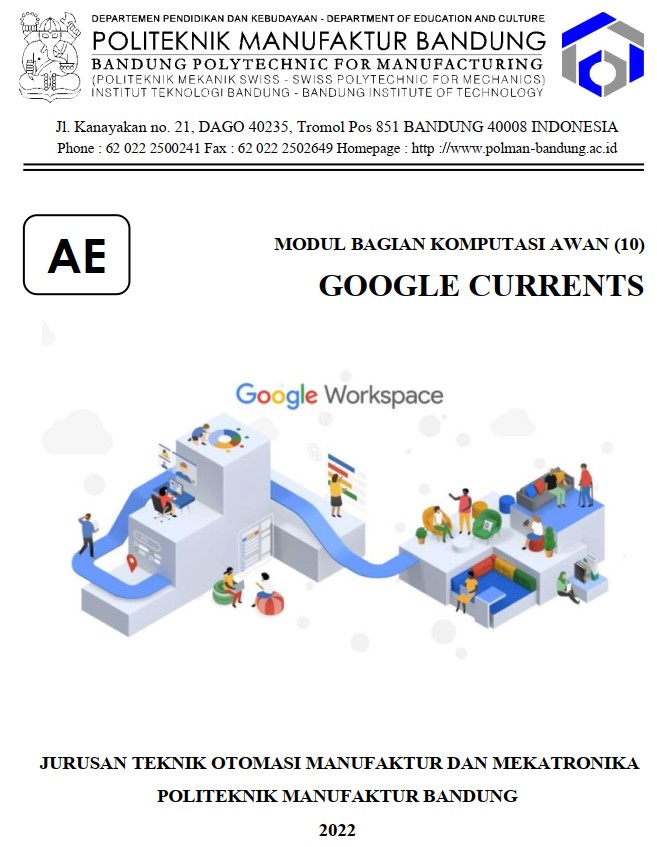 DEPARTEMEN PENDIDIKAN DAN KEBUDAYAAN - DEPARTMENT OF EDUCATION AND CULTURE
POLITEKNIK MANUFAKTUR BANDUNG
BANDUNG POLYTECHNIC FOR MANUFACTURING
(POLITEKNIK MEKANIK SWISS - SWISS POLYTECHNIC FOR MECHANICS)
INSTITUT TEKNOLOGI BANDUNG - BANDUNG INSTITUTE OF TECHNOLOGY
Jl. Kanayakan no. 21, DAGO 40235, Tromol Pos 851 BANDUNG 40008 INDONESIA
Phone : 62 022 2500241 Fax : 62 022 2502649 Homepage : http ://www.polman-bandung.ac.id
AE
MODUL BAGIAN KOMPUTASI AWAN (10)
GOOGLE CURRENTS
Google Workspace
JURUSAN TEKNIK OTOMASI MANUFAKTUR DAN MEKATRONIKA
POLITEKNIK MANUFAKTUR BANDUNG
2022